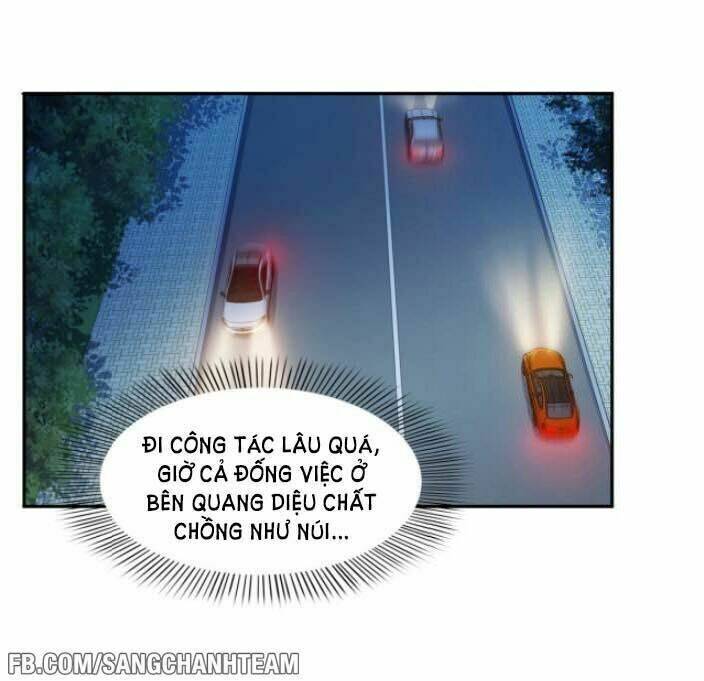 ĐI CÔNG TÁC LÂU QUÁ,
GIỜ CẢ ĐỐNG VIỆC Ở
BÊN QUANG DIỆU CHẤT
CHỒNG NHƯ NÚI...
FB.COM/SANGCHANHTEAM